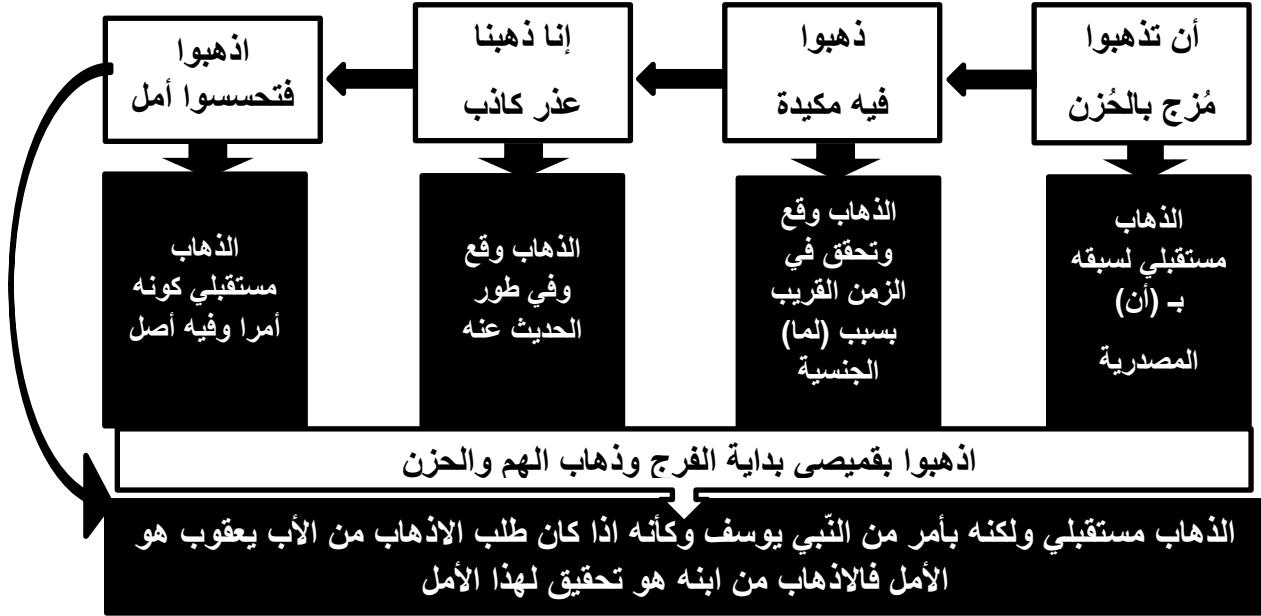 أن تذهبوا
مُزج بالحُزن
ذهبوا
فيه مكيدة
إنا ذهبنا
عذر كاذب
اذهبوا
فتحسسوا أمل
الذهاب
مستقبلي لسبقه
بـ (أن)
المصدرية
الذهاب وقع
وتحقق في
الزمن القريب
بسبب (لما)
الجنسية
الذهاب وقع
وفي طور
الحديث عنه
الذهاب
مستقبلي كونه
أمرا وفيه أصل
اذهبوا بقميصي بداية الفرج وذهاب الهم والحزن
الذهاب مستقبلي ولكنه بأمر من النّبي يوسف وكأنه اذا كان طلب الاذهاب من الأب يعقوب هو
الأمل فالاذهاب من ابنه هو تحقيق لهذا الأمل